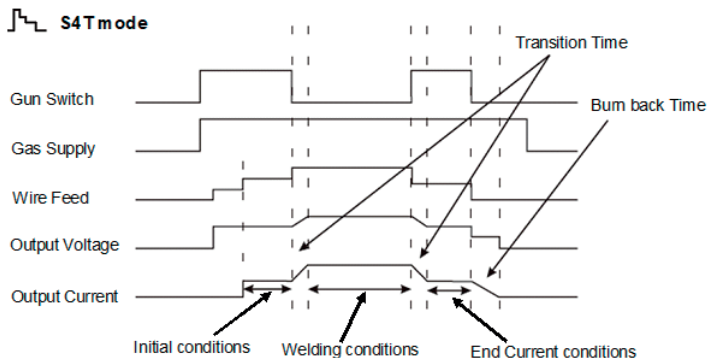 S4T mode
Transition Time
Gun Switch
Burn back Time
Gas Supply
Wire Feed
Output Voltage
Output Current
Initial conditions
Welding conditions
End Current conditions